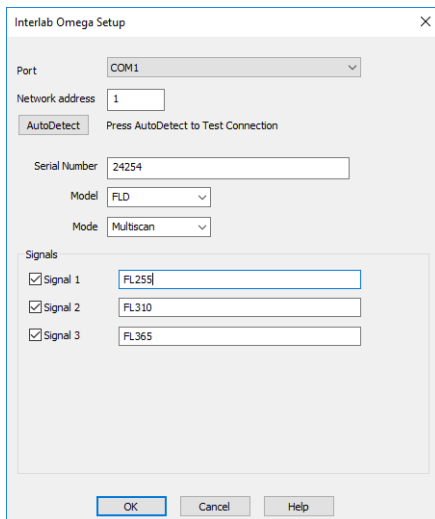 Interlab Omega Setup
Port COM1
Network address 1
AutoDetect Press AutoDetect to Test Connection
Serial Number 24254
Model FLD
Mode Multiscan
Signals
Signal 1 FL255
Signal 2 FL310
Signal 3 FL365
OK Cancel Help